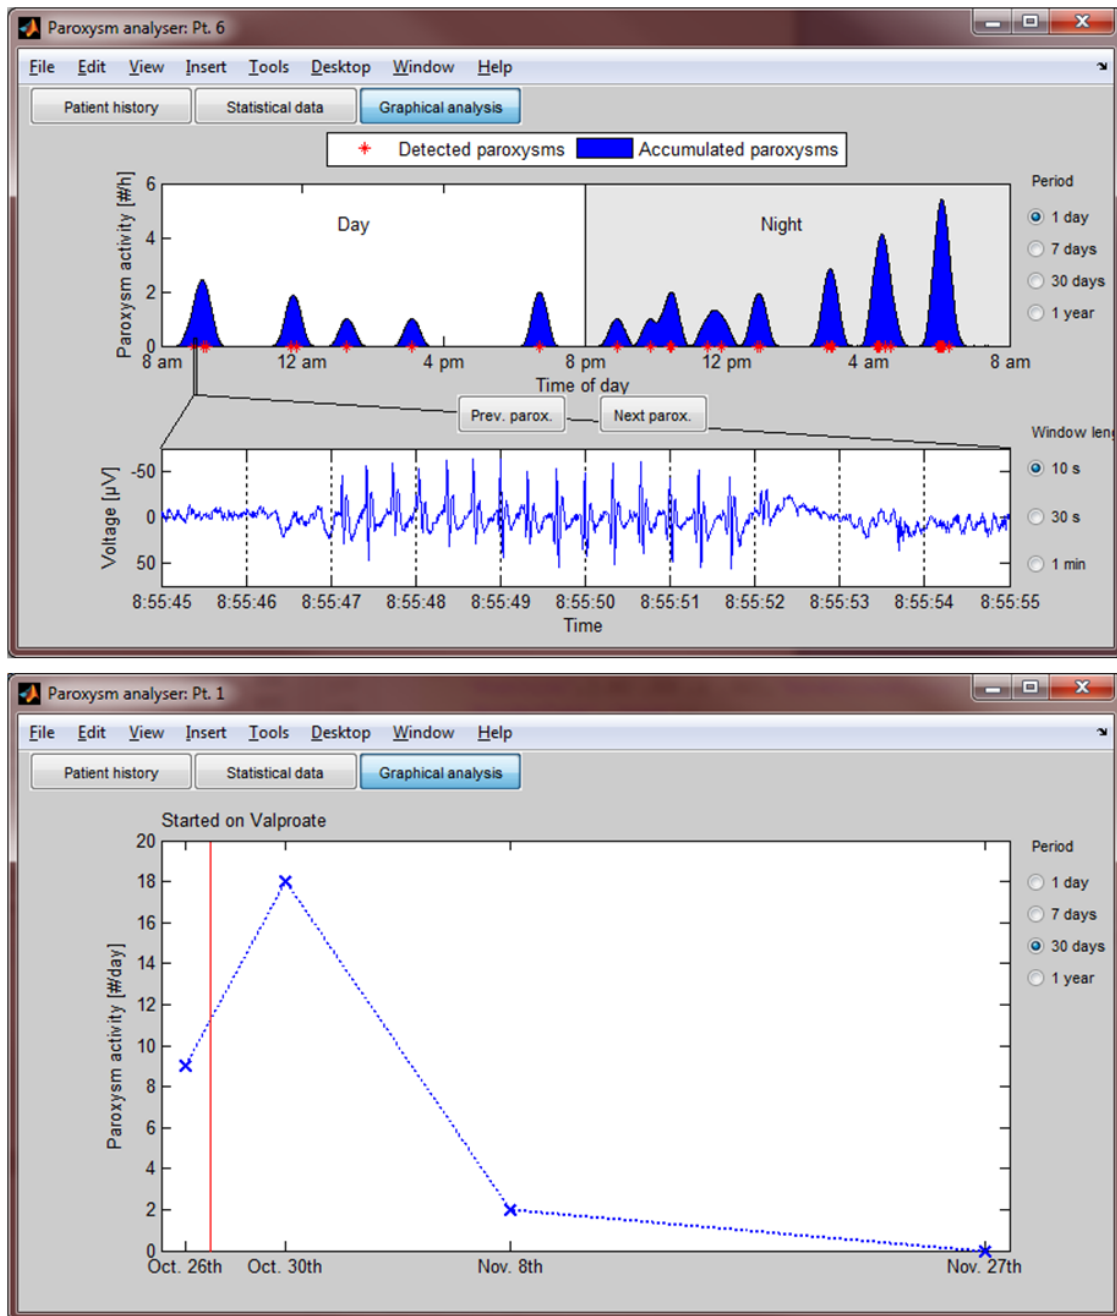 Paroxysm analyser: Pt. 6
File Edit View Insert Tools Desktop Window Help
Patient history Statistical data Graphical analysis
Detected paroxysms Accumulated paroxysms
Paroxysm activity [#/h]
6
4
2
0
Day Night
8 am 12 am 4 pm 8 pm 12 pm 4 am 8 am
Time of day
Period
1 day
7 days
30 days
1 year
Prev. parox. Next parox.
Voltage [µV]
-50
0
50
8:55:45 8:55:46 8:55:47 8:55:48 8:55:49 8:55:50 8:55:51 8:55:52 8:55:53 8:55:54 8:55:55
Time
Window leng
10 s
30 s
1 min
Paroxysm analyser: Pt. 1
File Edit View Insert Tools Desktop Window Help
Patient history Statistical data Graphical analysis
Started on Valproate
Paroxysm activity [#/day]
20
18
16
14
12
10
8
6
4
2
0
Oct. 26th Oct. 30th Nov. 8th Nov. 27th
Period
1 day
7 days
30 days
1 year